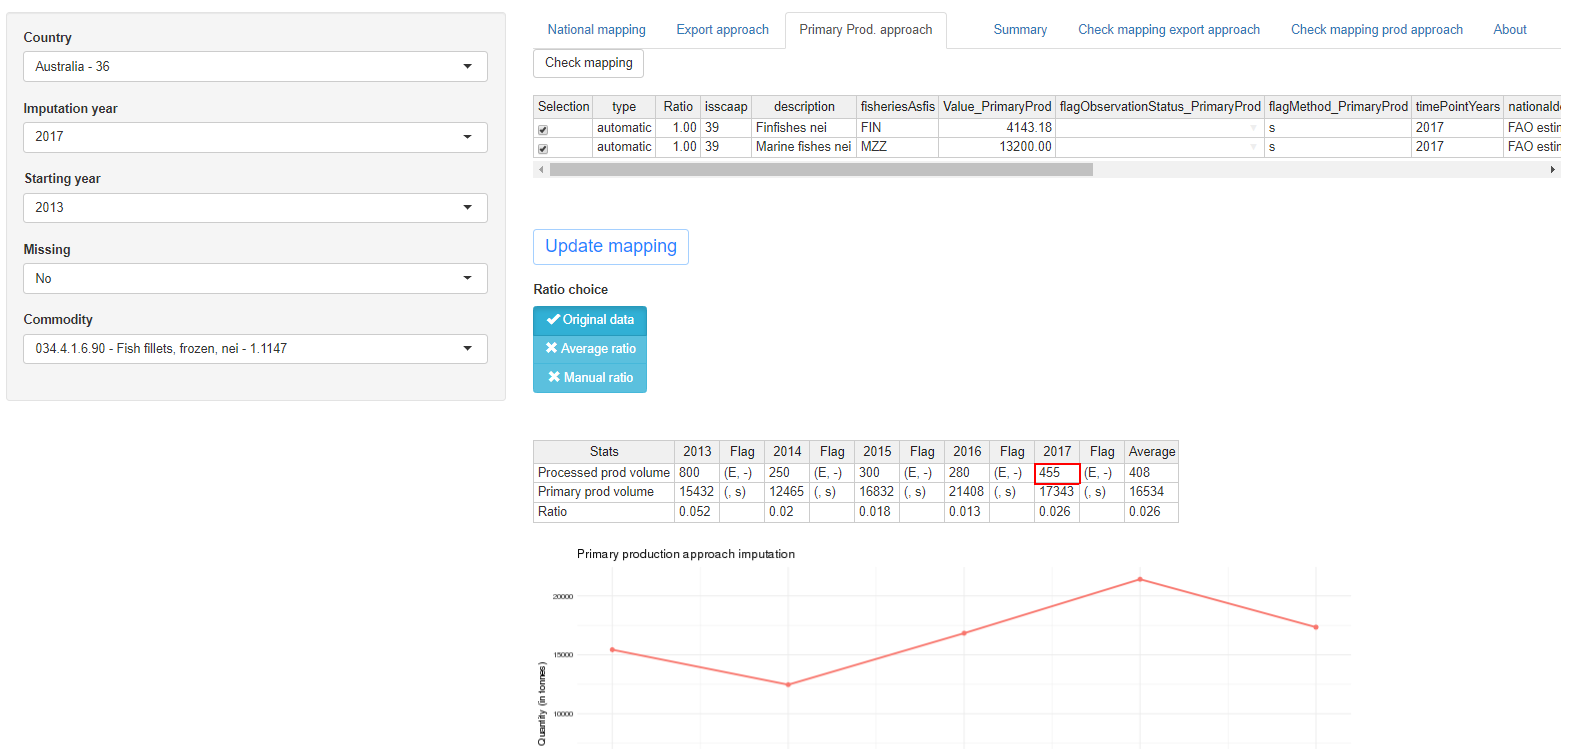 Country
Australia - 36
Imputation year
2017
Starting year
2013
Missing
No
Commodity
034.4.1.6.90 - Fish fillets, frozen, nei - 1.1147
National mapping Export approach Primary Prod. approach Summary Check mapping export approach Check mapping prod approach About
Check mapping
Selection type Ratio isscaap description fisheriesAsfis Value_PrimaryProd flagObservationStatus_PrimaryProd flagMethod_PrimaryProd timePointYears nationalde
automatic 1.00 39 Finfishes nei FIN 4143.18 s 2017 FAO estin
automatic 1.00 39 Marine fishes nei MZZ 13200.00 s 2017 FAO estin
Update mapping
Ratio choice
Original data
Average ratio
Manual ratio
Stats 2013 Flag 2014 Flag 2015 Flag 2016 Flag 2017 Flag Average
Processed prod volume 800 (E, -) 250 (E, -) 300 (E, -) 280 (E, -) 455 (E, -) 408
Primary prod volume 15432 (, s) 12465 (, s) 16832 (, s) 21408 (, s) 17343 (, s) 16534
Ratio 0.052 0.02 0.018 0.013 0.026 0.026
Primary production approach imputation
20000
15000
10000
Quantity (in tonnes)